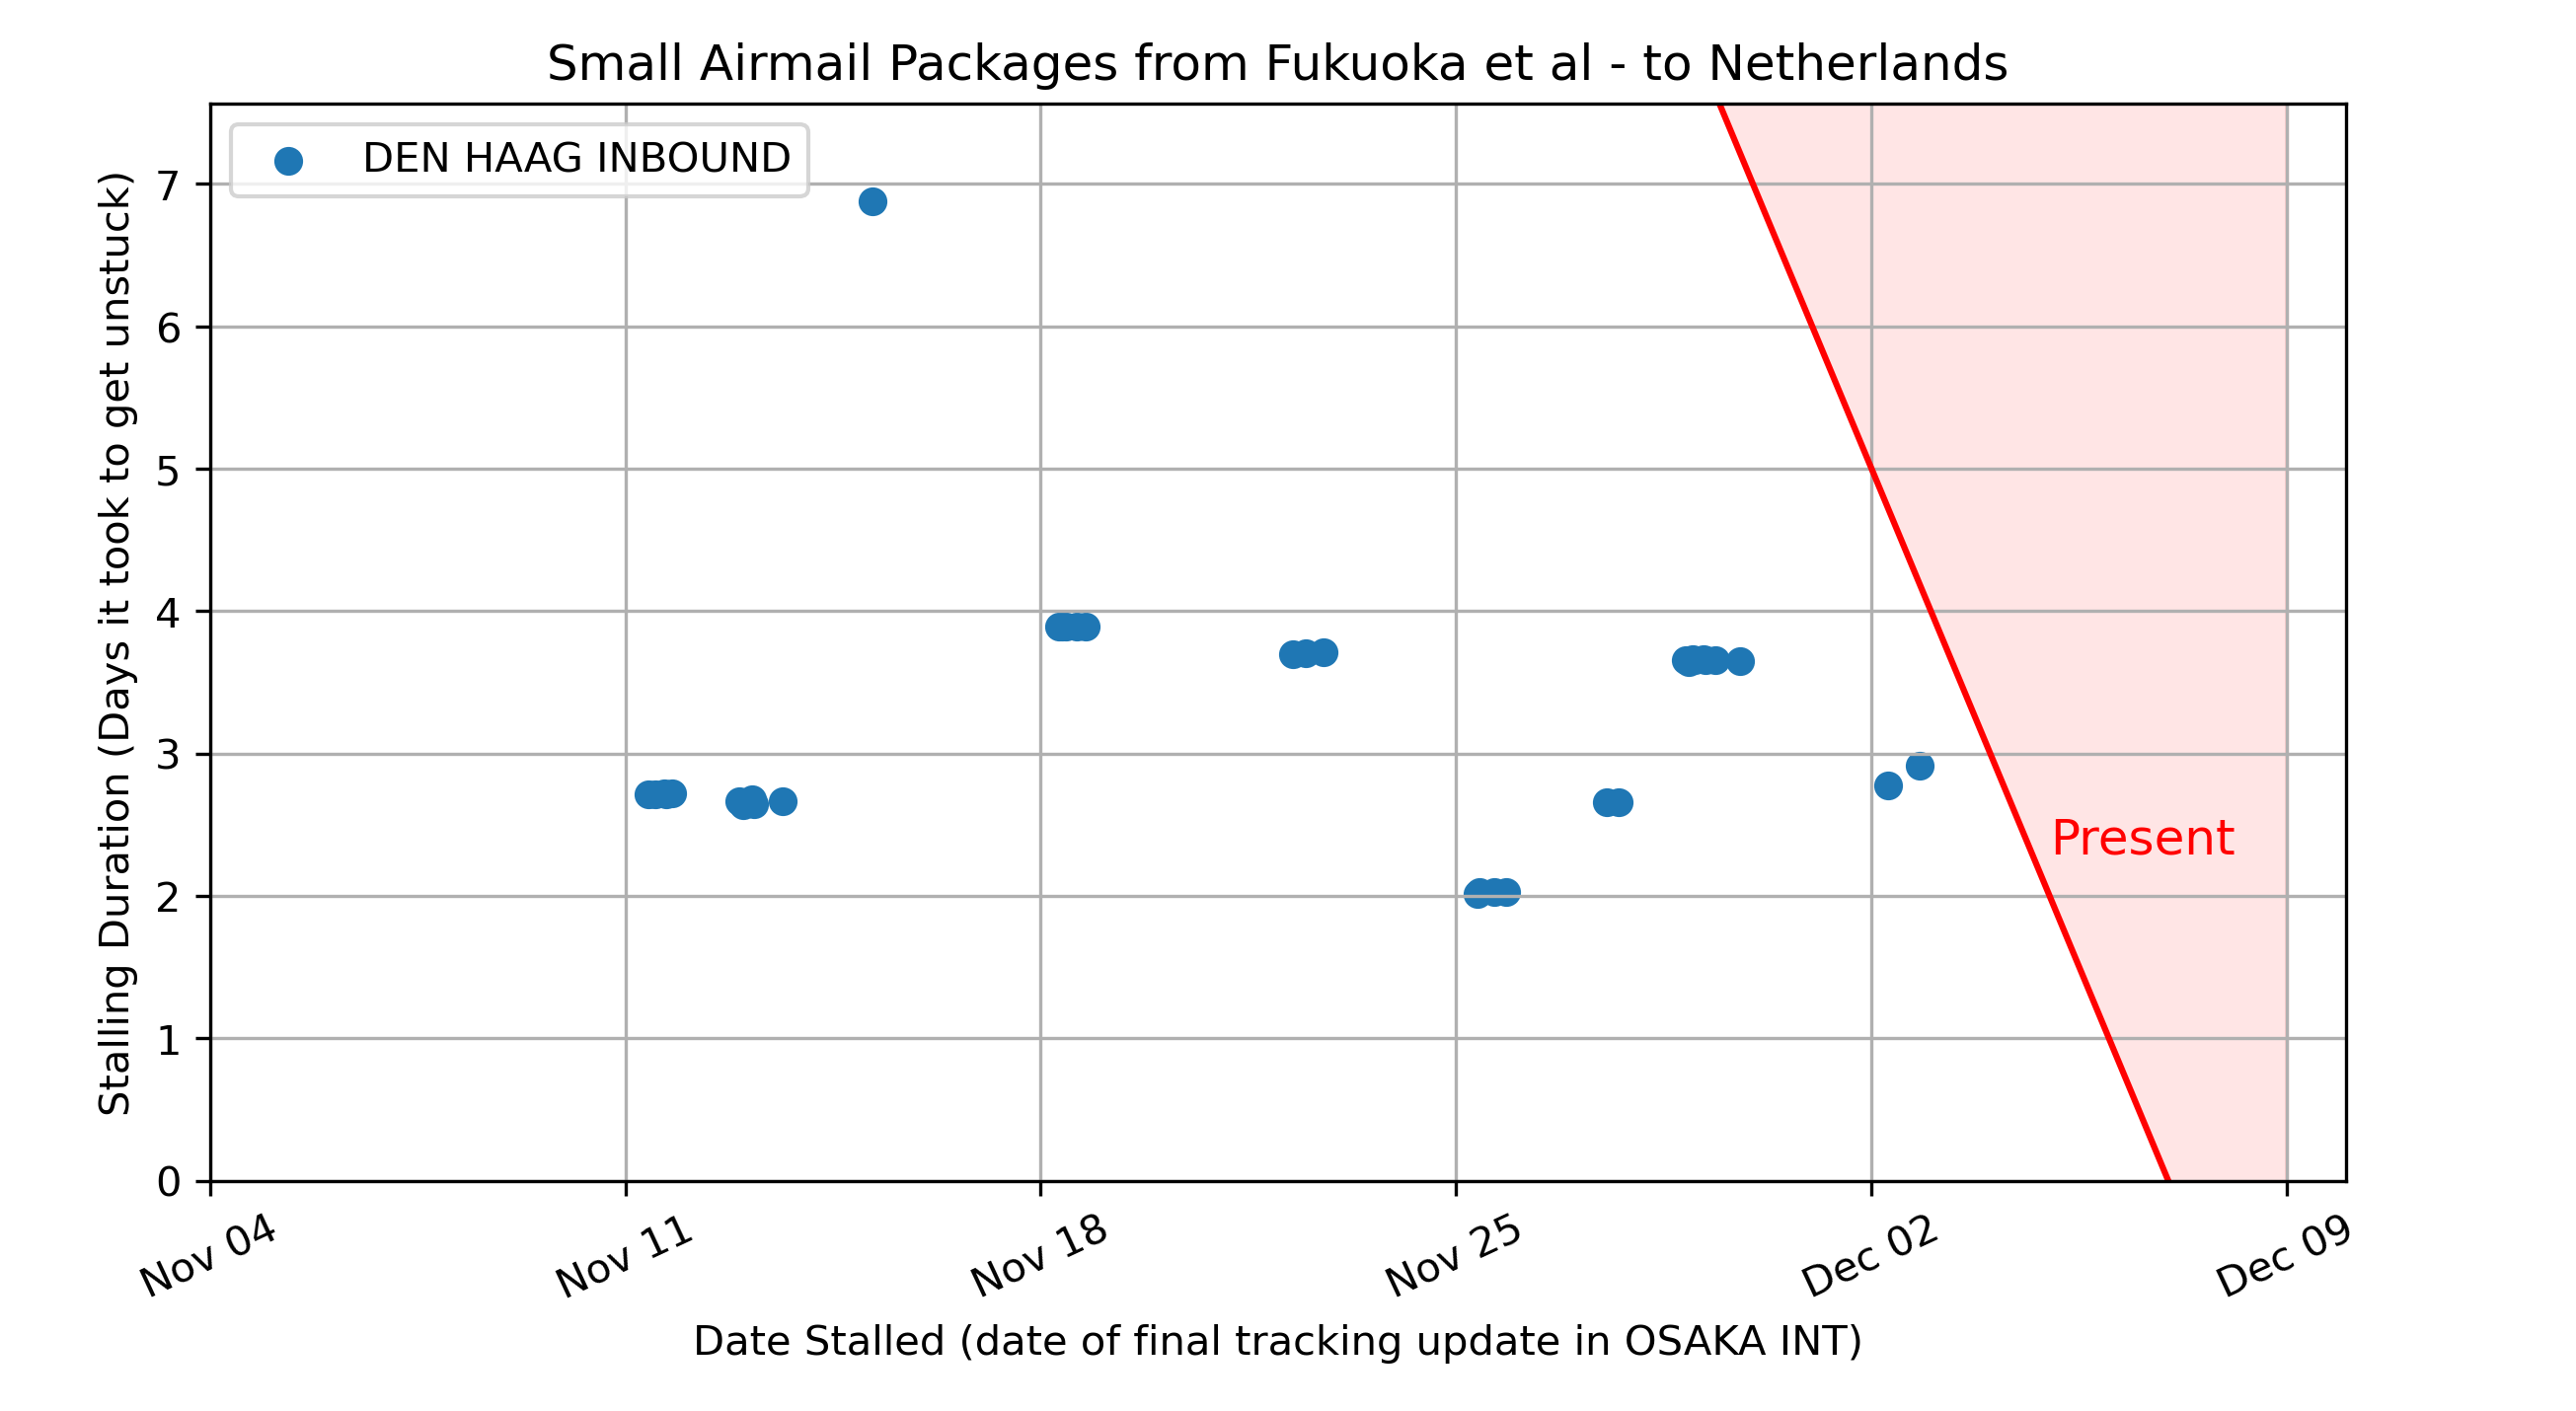 Small Airmail Packages from Fukuoka et al - to Netherlands
DEN HAAG INBOUND
Stalling Duration (Days it took to get unstuck)
7
6
5
4
3
2
1
0
Present
Nov 04
Nov 11
Nov 18
Nov 25
Dec 02
Dec 09
Date Stalled (date of final tracking update in OSAKA INT)